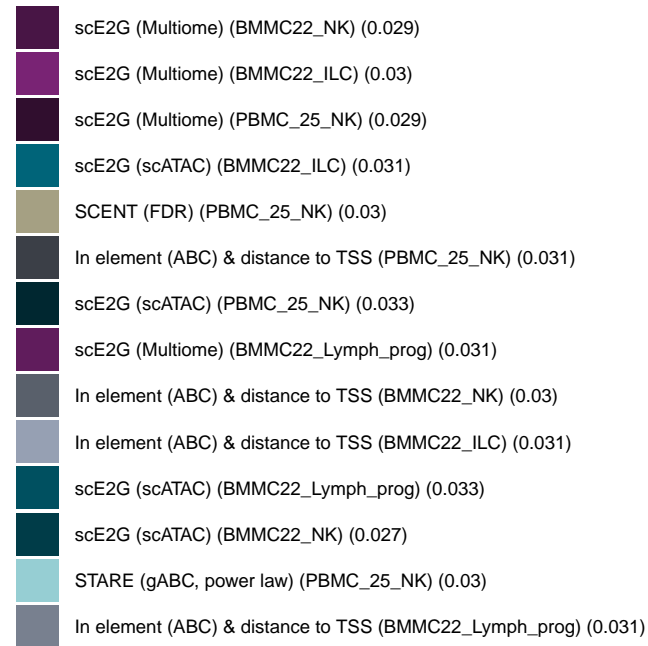 scE2G (Multiome) (BMMC22_NK) (0.029)
scE2G (Multiome) (BMMC22_ILC) (0.03)
scE2G (Multiome) (PBMC_25_NK) (0.029)
scE2G (scATAC) (BMMC22_ILC) (0.031)
SCENT (FDR) (PBMC_25_NK) (0.03)
In element (ABC) & distance to TSS (PBMC_25_NK) (0.031)
scE2G (scATAC) (PBMC_25_NK) (0.033)
scE2G (Multiome) (BMMC22_Lymph_prog) (0.031)
In element (ABC) & distance to TSS (BMMC22_NK) (0.03)
In element (ABC) & distance to TSS (BMMC22_ILC) (0.031)
scE2G (scATAC) (BMMC22_Lymph_prog) (0.033)
scE2G (scATAC) (BMMC22_NK) (0.027)
STARE (gABC, power law) (PBMC_25_NK) (0.03)
In element (ABC) & distance to TSS (BMMC22_Lymph_prog) (0.031)